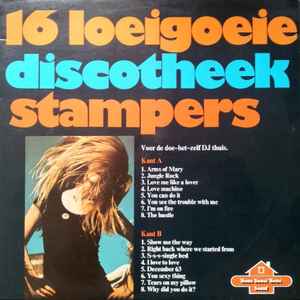 16 loeigoeie
discotheek
stampers
Voor de doe-het-zelf DJ thuis.
Kant A
1. Arms of Mary
2. Jungle Rock
3. Love me like a lover
4. Love machine
5. You can do it
6. You see the trouble with me
7. I'm on fire
8. The hustle
Kant B
1. Show me the way
2. Right back where we started from
3. S-s-s-single bed
4. I love to love
5. December 63
6. You sexy thing
7. Tears on my pillow
8. Why did you do it?